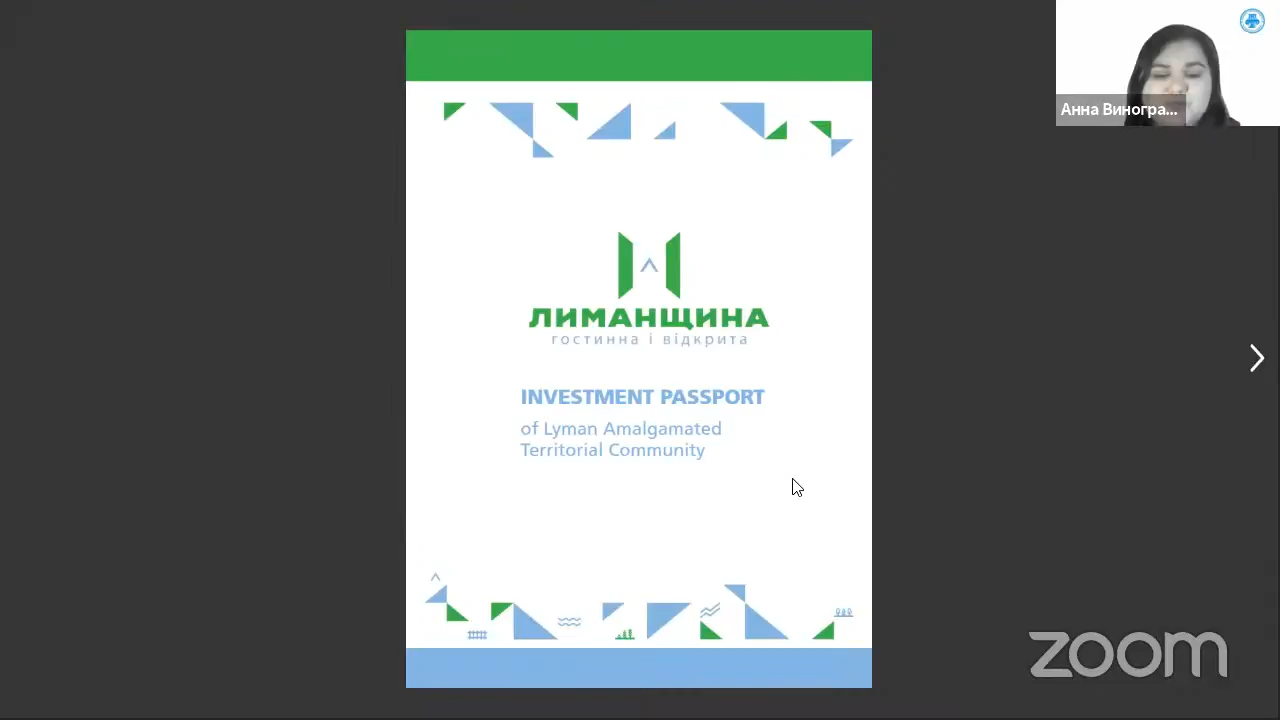 Анна Виногра...
ЛИМАНЩИНА
гостинна і відкрита
INVESTMENT PASSPORT
of Lyman Amalgamated
Territorial Community
zoom